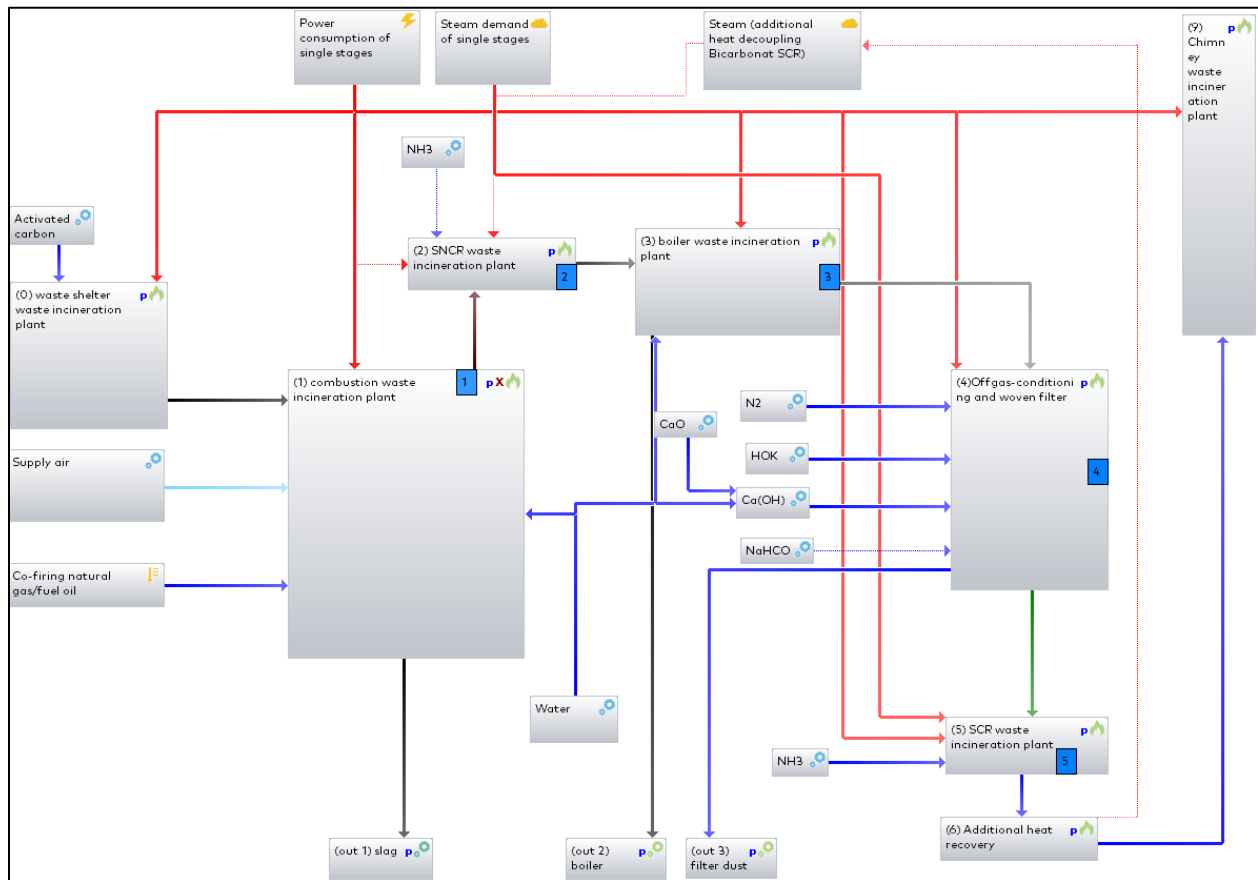 Power
consumption of
single stages
Steam demand
of single stages
Steam (additional
heat decoupling
Bicarbonat SCR)
(9) p
Chimn
ey
waste
inciner
ation
plant
NH3
Activated
carbon
(2) SNCR waste p
incineration plant
2
(3) boiler waste incineration p
plant
3
(0) waste shelter p
waste incineration
plant
(1) combustion waste p X
incineration plant
1
(4)Offgas-conditioni p
ng and woven filter
4
N2
CaO
HOK
Supply air
Ca(OH)
NaHCO
Co-firing natural
gas/fuel oil
Water
(5) SCR waste p
incineration plant
5
NH3
(6) Additional heat p
recovery
(out 1) slag p
(out 2) p
boiler
(out 3) p
filter dust